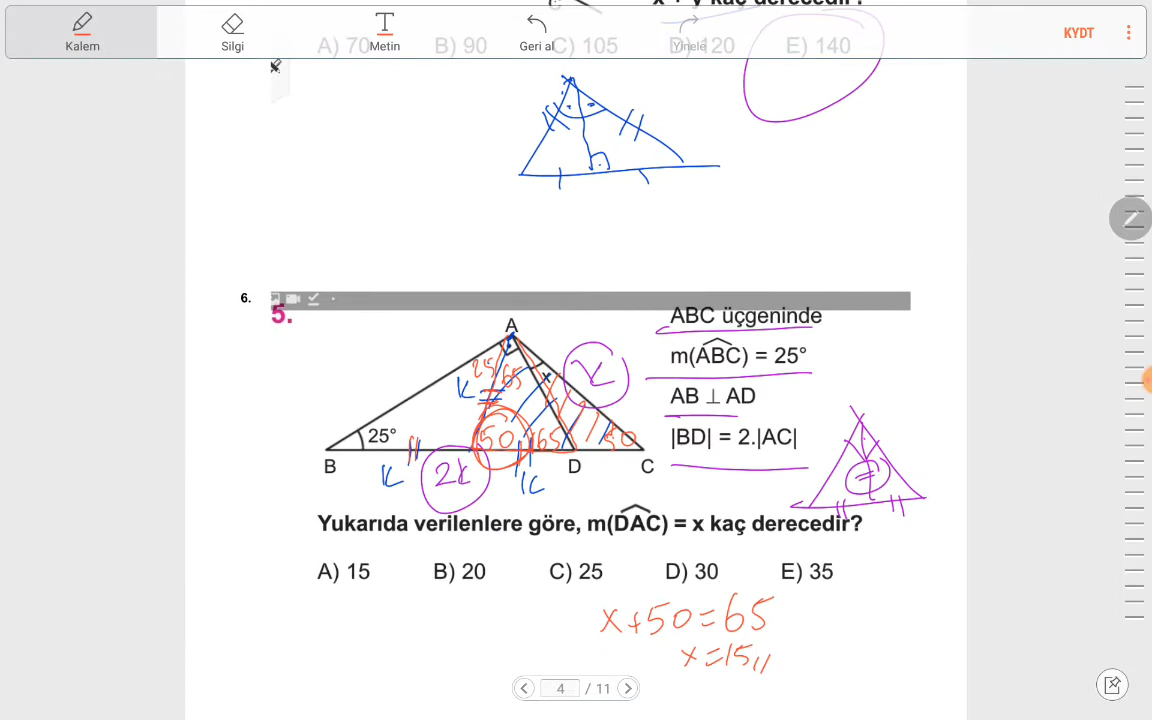 x + y kaç derecedir?
Kalem Silgi Metin Geri al Yinele KYDT
A) 70 B) 90 C) 105 D) 120 E) 140
6.
5.
ABC üçgeninde
m(ABC) = 25°
AB ⊥ AD
|BD| = 2.|AC|
A
25 65 x K
K
25° 50 65 50
B D C
K 2K K
Yukarıda verilenlere göre, m(DAC) = x kaç derecedir?
A) 15 B) 20 C) 25 D) 30 E) 35
x+50=65
x=15//
4 / 11